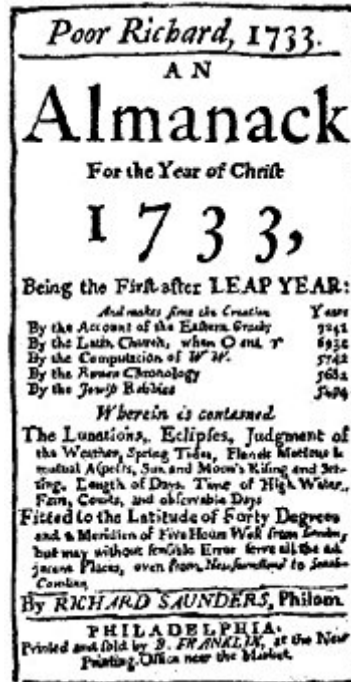 Poor Richard, 1733.
AN
Almanack
For the Year of Chriſt
1733,
Being the Firſt after LEAP YEAR:
And makes ſince the Creation Years
By the Account of the Eaſtern Greeks 7241
By the Latin Church, when ☉ ent. ♈ 6932
By the Computation of W. W. 5742
By the Roman Chronology 5682
By the Jewiſh Rabbies 5494
Wherein is contained
The Lunations, Eclipſes, Judgment of
the Weather, Spring Tides, Planets Motions &
mutual Aſpects, Sun and Moon's Riſing and Set-
ting, Length of Days, Time of High Water,
Fairs, Courts, and obſervable Days
Fitted to the Latitude of Forty Degrees
and a Meridian of Five Hours Weſt from London,
but may without ſenſible Error ſerve all the ad-
jacent Places, even from Newfoundland to South-
Carolina
By RICHARD SAUNDERS, Philom.
PHILADELPHIA:
Printed and ſold by B. FRANKLIN, at the New
Printing-Office near the Market.